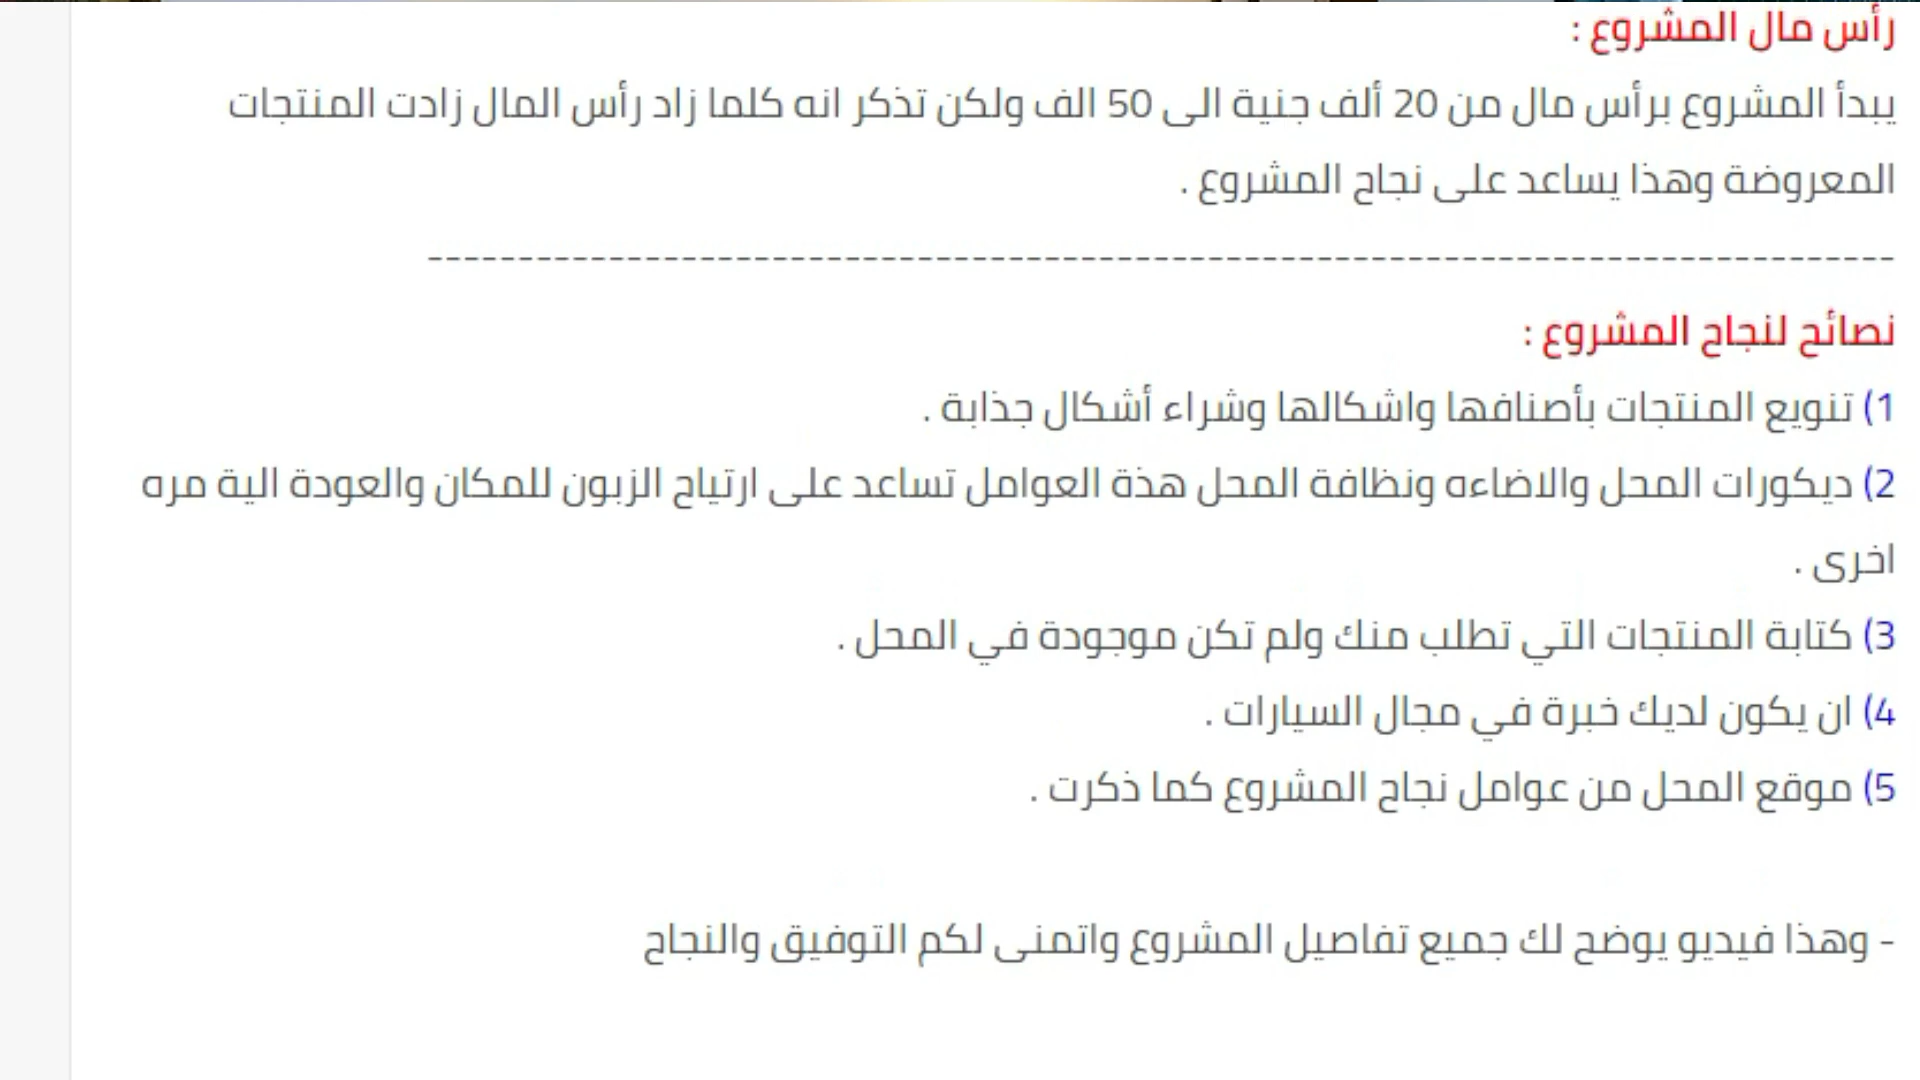 رأس مال المشروع :
يبدأ المشروع برأس مال من 20 ألف جنية الى 50 الف ولكن تذكر انه كلما زاد رأس المال زادت المنتجات
المعروضة وهذا يساعد على نجاح المشروع .
--------------------------------------------------------------------------
نصائح لنجاح المشروع :
1) تنويع المنتجات بأصنافها واشكالها وشراء أشكال جذابة .
2) ديكورات المحل والاضاءه ونظافة المحل هذة العوامل تساعد على ارتياح الزبون للمكان والعودة الية مره
اخرى .
3) كتابة المنتجات التي تطلب منك ولم تكن موجودة في المحل .
4) ان يكون لديك خبرة في مجال السيارات .
5) موقع المحل من عوامل نجاح المشروع كما ذكرت .
- وهذا فيديو يوضح لك جميع تفاصيل المشروع واتمنى لكم التوفيق والنجاح